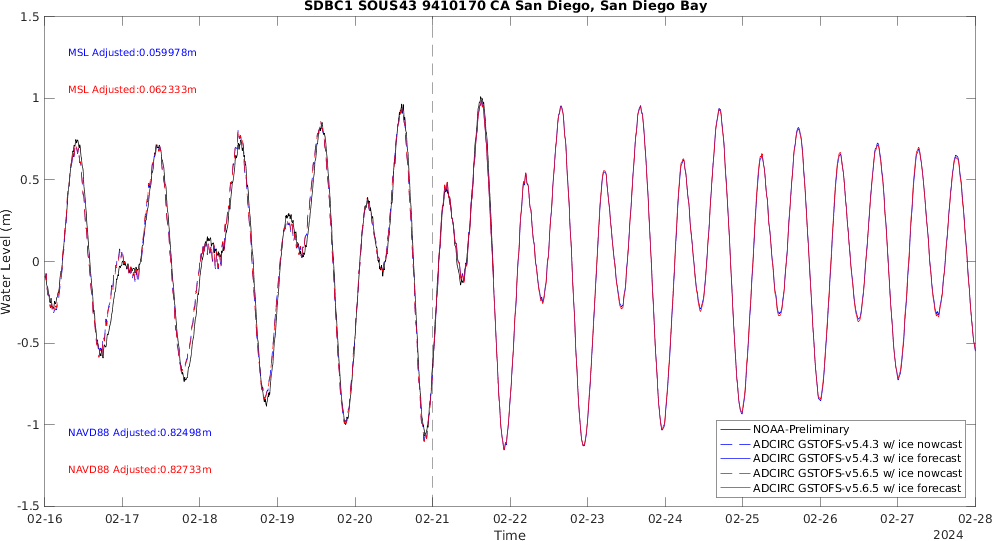 SDBC1 SOUS43 9410170 CA San Diego, San Diego Bay
MSL Adjusted:0.059978m
MSL Adjusted:0.062333m
NAVD88 Adjusted:0.82498m
NAVD88 Adjusted:0.82733m
Water Level (m)
1.5
1
0.5
0
-0.5
-1
-1.5
NOAA-Preliminary
ADCIRC GSTOFS-v5.4.3 w/ ice nowcast
ADCIRC GSTOFS-v5.4.3 w/ ice forecast
ADCIRC GSTOFS-v5.6.5 w/ ice nowcast
ADCIRC GSTOFS-v5.6.5 w/ ice forecast
02-16 02-17 02-18 02-19 02-20 02-21 02-22 02-23 02-24 02-25 02-26 02-27 02-28
Time
2024